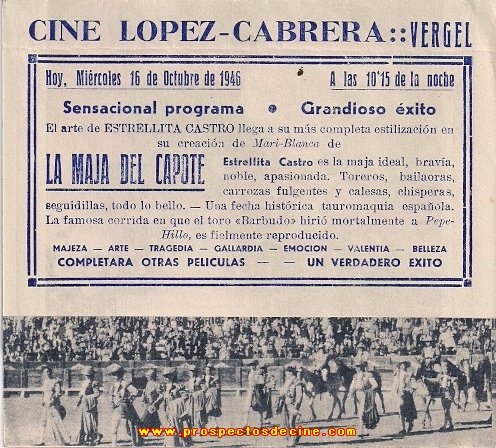 CINE LOPEZ-CABRERA::VERGEL
Hoy, Miércoles 16 de Octubre de 1946 A las 10'15 de la noche
Sensacional programa • Grandioso éxito
El arte de ESTRELLITA CASTRO llega a su más completa estilización en
su creación de Mari-Blanca de
LA MAJA DEL CAPOTE
Estrellita Castro es la maja ideal, bravía,
noble, apasionada. Toreros, bailaoras,
carrozas fulgentes y calesas, chisperas,
seguidillas, todo lo bello. — Una fecha histórica tauromaquia española.
La famosa corrida en que el toro «Barbudo» hirió mortalmente a Pepe-
Hillo, es fielmente reproducido.
MAJEZA — ARTE — TRAGEDIA — GALLARDIA — EMOCION — VALENTIA — BELLEZA
COMPLETARA OTRAS PELICULAS — — UN VERDADERO EXITO
www.prospectosdecine.com